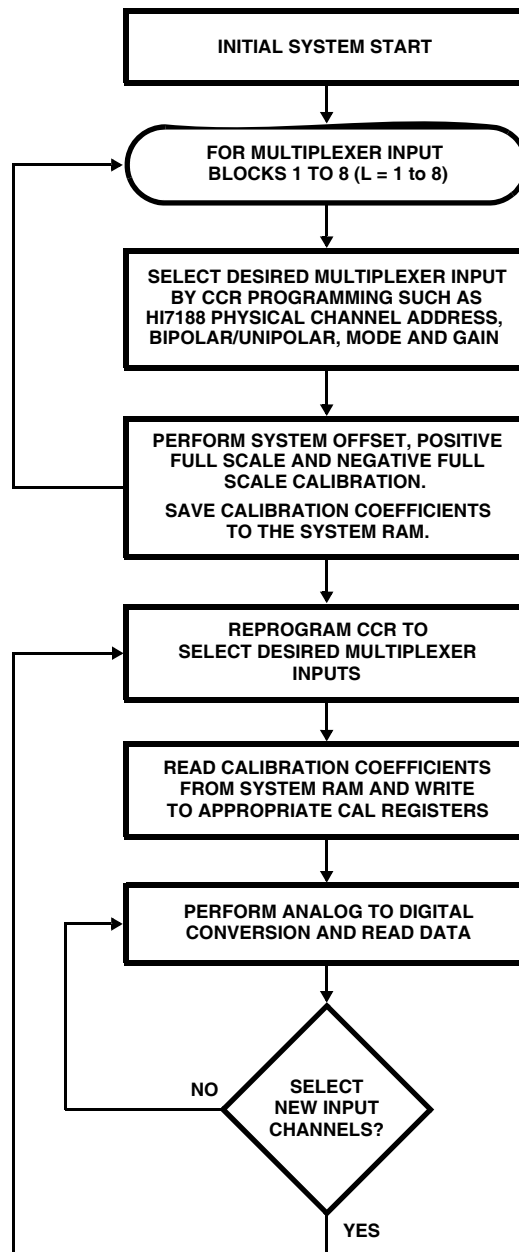 INITIAL SYSTEM START
FOR MULTIPLEXER INPUT
BLOCKS 1 TO 8 (L = 1 to 8)
SELECT DESIRED MULTIPLEXER INPUT
BY CCR PROGRAMMING SUCH AS
HI7188 PHYSICAL CHANNEL ADDRESS,
BIPOLAR/UNIPOLAR, MODE AND GAIN
PERFORM SYSTEM OFFSET, POSITIVE
FULL SCALE AND NEGATIVE FULL
SCALE CALIBRATION.
SAVE CALIBRATION COEFFICIENTS
TO THE SYSTEM RAM.
REPROGRAM CCR TO
SELECT DESIRED MULTIPLEXER
INPUTS
READ CALIBRATION COEFFICIENTS
FROM SYSTEM RAM AND WRITE
TO APPROPRIATE CAL REGISTERS
PERFORM ANALOG TO DIGITAL
CONVERSION AND READ DATA
NO
SELECT
NEW INPUT
CHANNELS?
YES